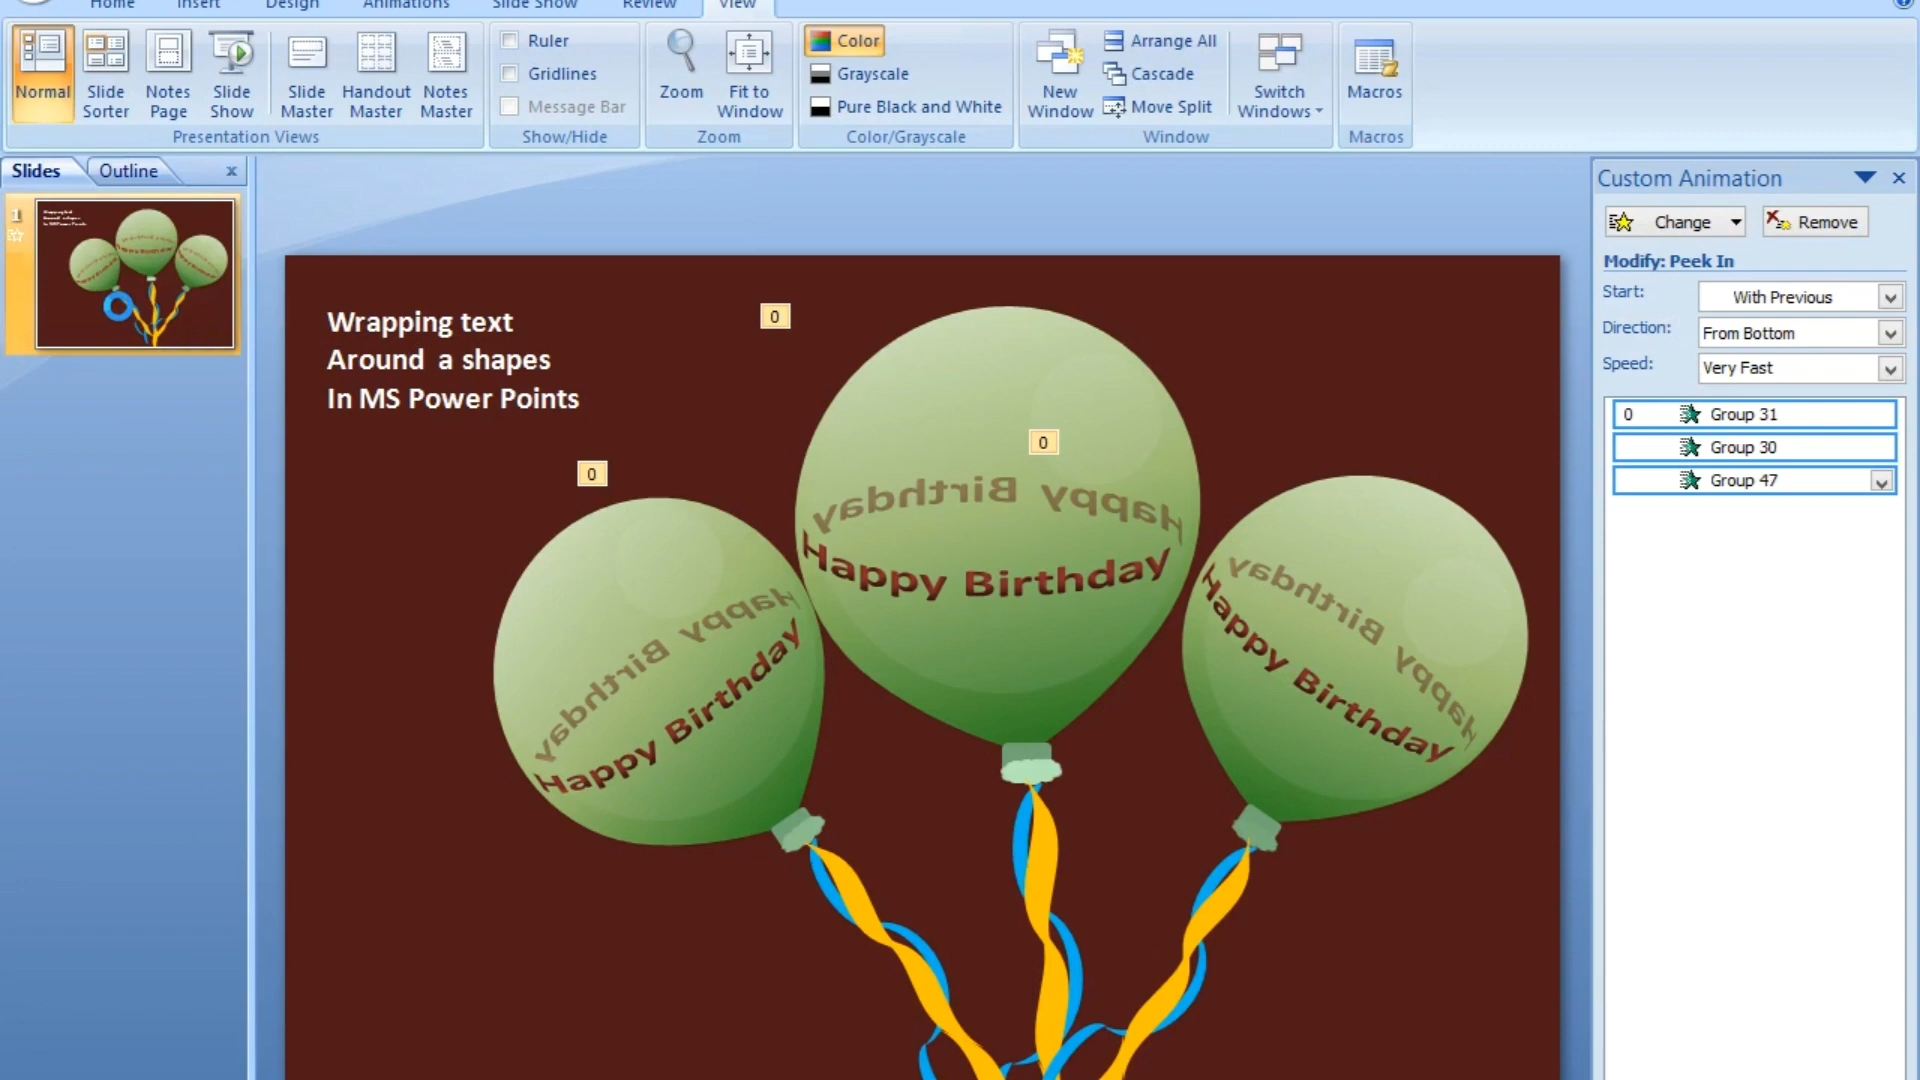 Home Insert Design Animations Slide Show Review View
Normal
Slide Sorter
Notes Page
Slide Show
Slide Master
Handout Master
Notes Master
Presentation Views
Ruler
Gridlines
Message Bar
Show/Hide
Zoom
Fit to Window
Zoom
Color
Grayscale
Pure Black and White
Color/Grayscale
New Window
Arrange All
Cascade
Move Split
Switch Windows
Window
Macros
Macros
Slides
Outline
x
1
Custom Animation
Change
Remove
Modify: Peek In
Start: With Previous
Direction: From Bottom
Speed: Very Fast
0 Group 31
Group 30
Group 47
Wrapping text
Around a shapes
In MS Power Points
0
0
0
Happy Birthday
Happy Birthday
Happy Birthday
Happy Birthday
Happy Birthday
Happy Birthday